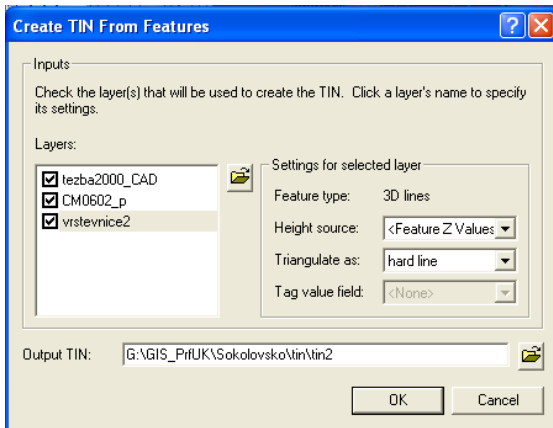 Create TIN From Features
Inputs
Check the layer(s) that will be used to create the TIN. Click a layer's name to specify
its settings.
Layers:
tezba2000_CAD
CM0602_p
vrstevnice2
Settings for selected layer
Feature type: 3D lines
Height source: <Feature Z Values
Triangulate as: hard line
Tag value field: <None>
Output TIN: G:\GIS_PrfUK\Sokolovsko\tin\tin2
OK Cancel